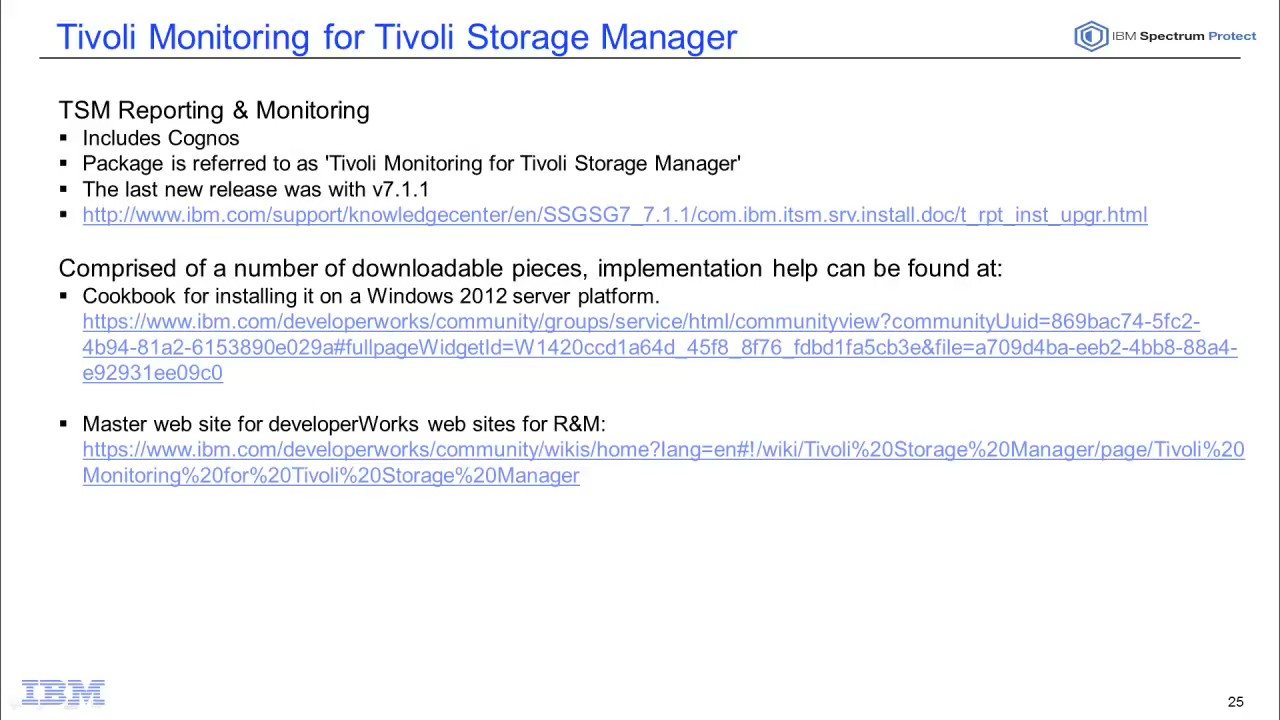 Tivoli Monitoring for Tivoli Storage Manager
IBM Spectrum Protect
TSM Reporting & Monitoring
▪ Includes Cognos
▪ Package is referred to as 'Tivoli Monitoring for Tivoli Storage Manager'
▪ The last new release was with v7.1.1
▪ http://www.ibm.com/support/knowledgecenter/en/SSGSG7_7.1.1/com.ibm.itsm.srv.install.doc/t_rpt_inst_upgr.html
Comprised of a number of downloadable pieces, implementation help can be found at:
▪ Cookbook for installing it on a Windows 2012 server platform.
https://www.ibm.com/developerworks/community/groups/service/html/communityview?communityUuid=869bac74-5fc2-
4b94-81a2-6153890e029a#fullpageWidgetId=W1420ccd1a64d_45f8_8f76_fdbd1fa5cb3e&file=a709d4ba-eeb2-4bb8-88a4-
e92931ee09c0
▪ Master web site for developerWorks web sites for R&M:
https://www.ibm.com/developerworks/community/wikis/home?lang=en#!/wiki/Tivoli%20Storage%20Manager/page/Tivoli%20
Monitoring%20for%20Tivoli%20Storage%20Manager
IBM
25